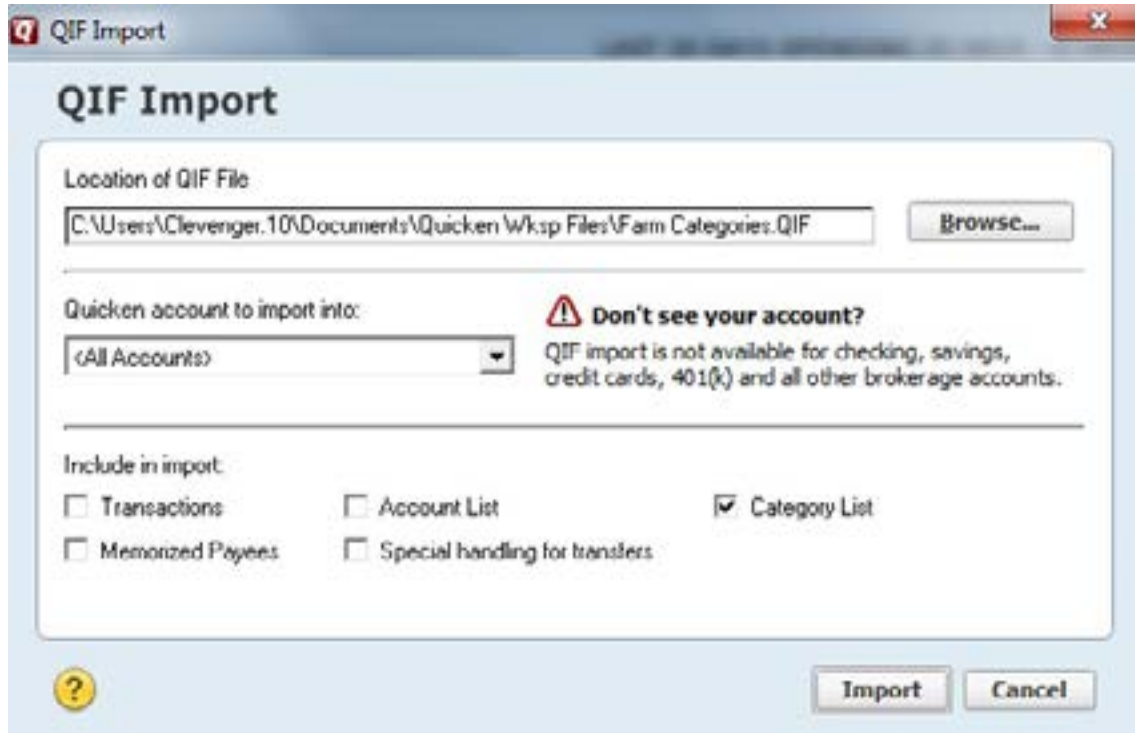 QIF Import
QIF Import
Location of QIF File
C:\Users\Clevenger.10\Documents\Quicken Wksp Files\Farm Categories.QIF
Browse...
Quicken account to import into:
<All Accounts>
Don't see your account?
QIF import is not available for checking, savings,
credit cards, 401(k) and all other brokerage accounts.
Include in import:
Transactions
Account List
Category List
Memorized Payees
Special handling for transfers
?
Import
Cancel